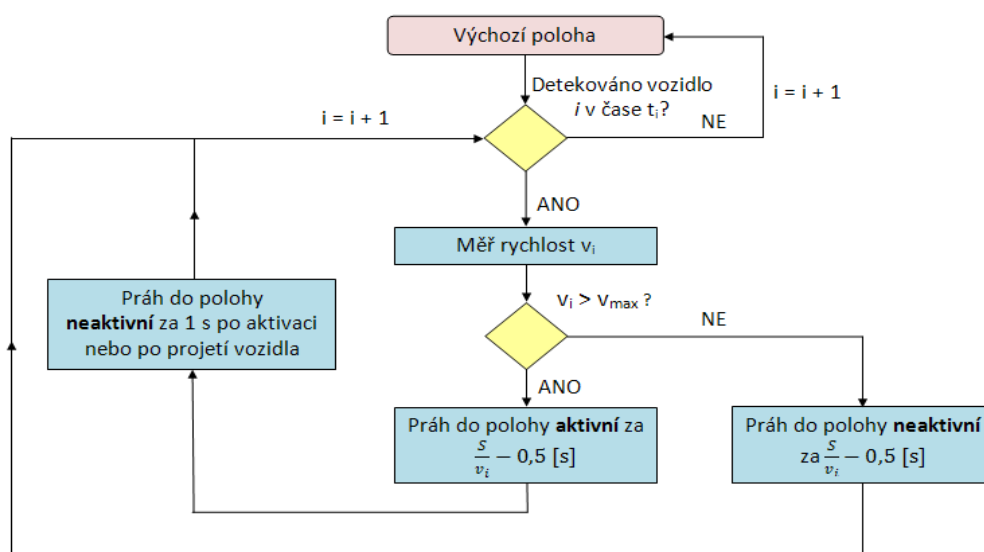 Výchozí poloha
Detekováno vozidlo
i v čase tᵢ?
i = i + 1
NE
i = i + 1
ANO
Měř rychlost vᵢ
vᵢ > vmax ?
NE
Práh do polohy
neaktivní za 1 s po aktivaci
nebo po projetí vozidla
ANO
Práh do polohy aktivní za
S/vᵢ − 0,5 [s]
Práh do polohy neaktivní
za S/vᵢ − 0,5 [s]